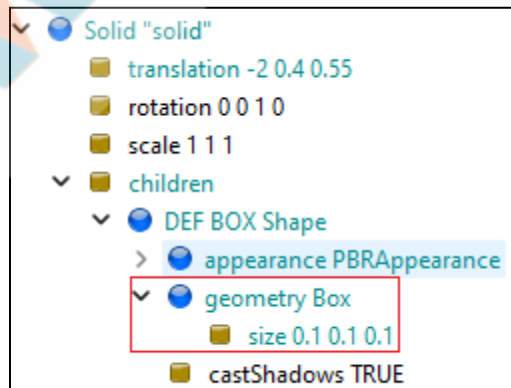 Solid "solid"
translation -2 0.4 0.55
rotation 0 0 1 0
scale 1 1 1
children
DEF BOX Shape
appearance PBRAppearance
geometry Box
size 0.1 0.1 0.1
castShadows TRUE